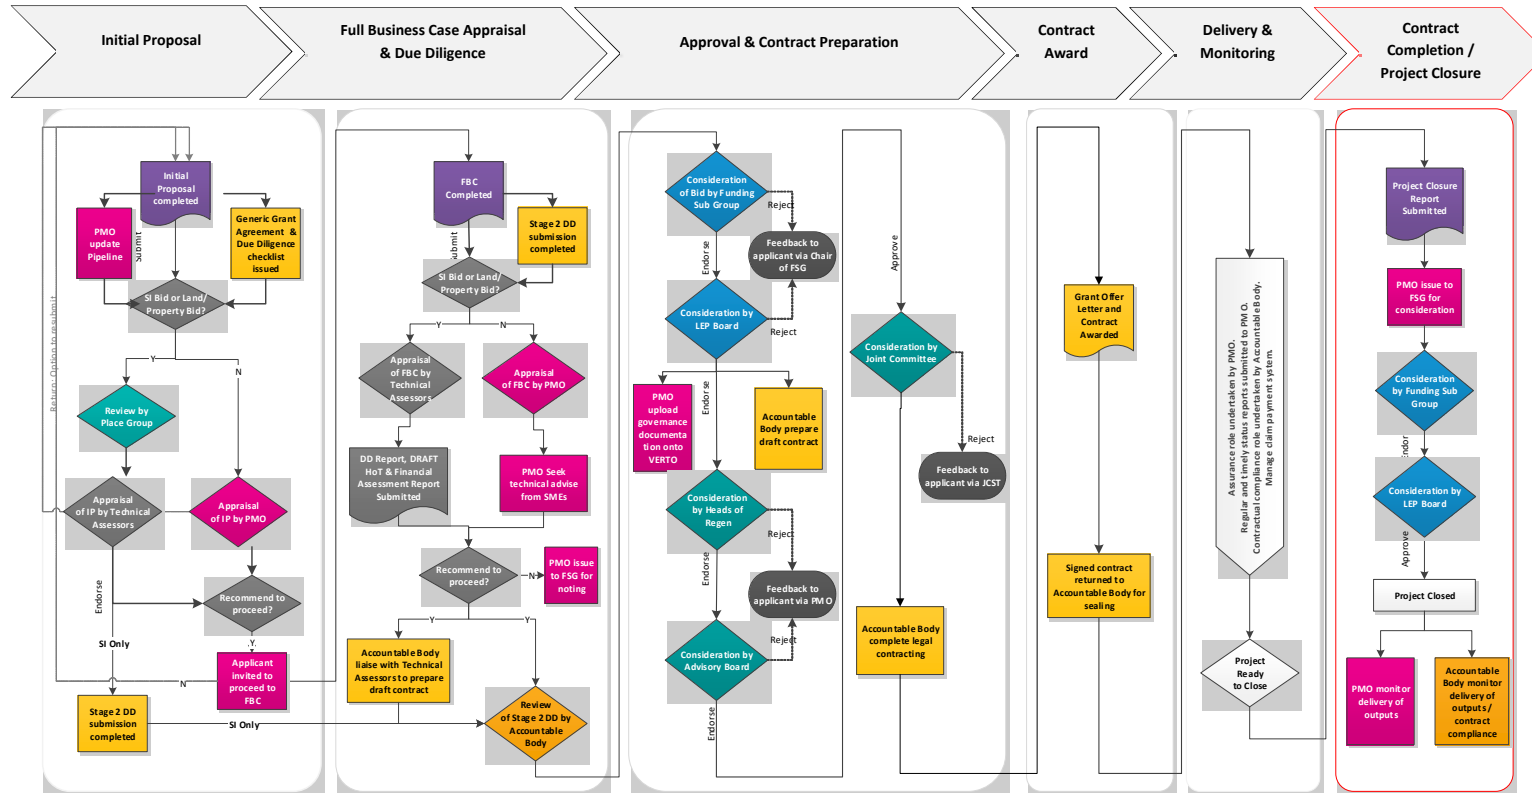 Initial Proposal
Full Business Case Appraisal
& Due Diligence
Approval & Contract Preparation
Contract
Award
Delivery &
Monitoring
Contract
Completion /
Project Closure
Initial
Proposal
completed
PMO
update
Pipeline
Submit
Generic Grant
Agreement &
Due Diligence
checklist
issued
SI Bid or Land/
Property Bid?
Return: Option to resubmit
Y
N
Review by
Place Group
Appraisal
of IP by Technical
Assessors
Appraisal
of IP by PMO
Endorse
Recommend to
proceed?
SI Only
Y
Applicant
invited to
proceed to
FBC
N
Stage 2 DD
submission
completed
SI Only
FBC
Completed
Submit
Stage 2 DD
submission
completed
SI Bid or Land/
Property Bid?
Y
N
Appraisal
of FBC by
Technical
Assessors
Appraisal
of FBC by PMO
DD Report, DRAFT
HoT & Financial
Assessment Report
Submitted
PMO Seek
technical advise
from SMEs
Recommend to
proceed?
N
PMO issue
to FSG for
noting
Y
Y
Accountable Body
liaise with Technical
Assessors to prepare
draft contract
Review
of Stage 2 DD by
Accountable
Body
Consideration
of Bid by Funding
Sub Group
Reject
Endorse
Feedback to
applicant via Chair
of FSG
Consideration by
LEP Board
Reject
Endorse
PMO
upload
governance
documenta
tion onto
VERTO
Accountable
Body prepare
draft contract
Consideration
by Heads of
Regen
Reject
Endorse
Feedback to
applicant via PMO
Consideration by
Advisory Board
Reject
Endorse
Approve
Consideration by
Joint Committee
Reject
Feedback to
applicant via JCST
Accountable Body
complete legal
contracting
Grant Offer
Letter and
Contract
Awarded
Signed contract
returned to
Accountable Body for
sealing
Assurance role undertaken by PMO.
Regular and timely status reports submitted to PMO.
Contractual compliance role undertaken by Accountable Body.
Manage claim payment system.
Project
Ready
to Close
Project Closure
Report
Submitted
PMO issue to
FSG for
consideration
Consideration
by Funding Sub
Group
Endor
Consideration by
LEP Board
Approve
Project Closed
PMO monitor
delivery of
outputs
Accountable
Body monitor
delivery of
outputs/
contract
compliance